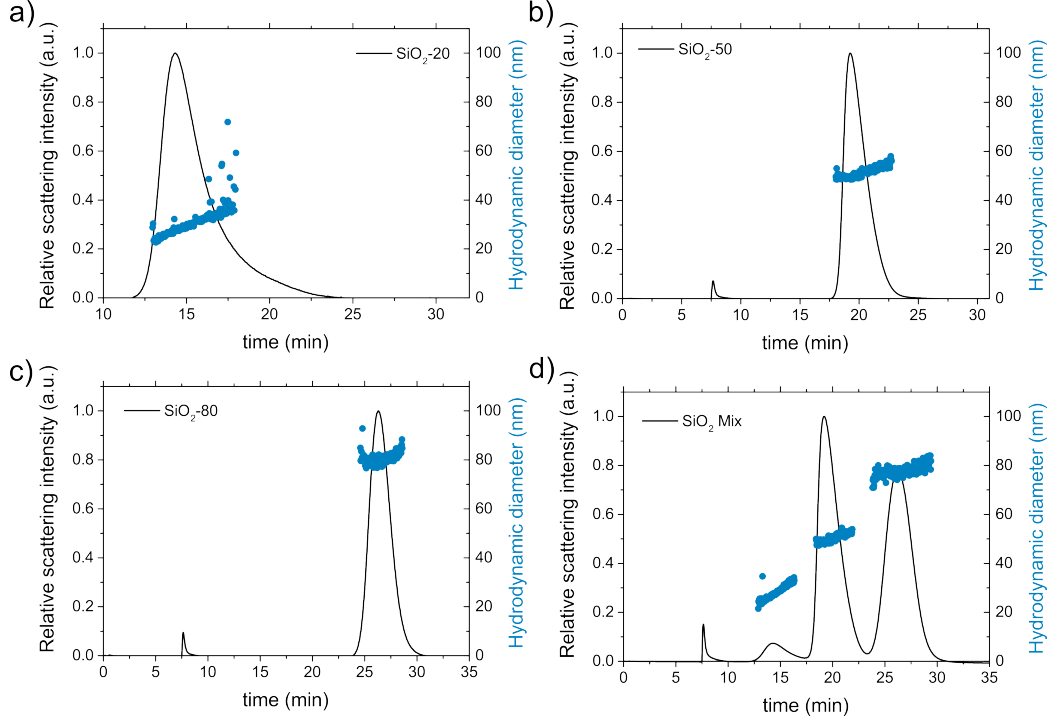 a)
SiO2-20
Relative scattering intensity (a.u.)
1.0
0.8
0.6
0.4
0.2
0.0
100
80
60
40
20
0
Hydrodynamic diameter (nm)
10 15 20 25 30
time (min)
b)
SiO2-50
Relative scattering intensity (a.u.)
1.0
0.8
0.6
0.4
0.2
0.0
100
80
60
40
20
0
Hydrodynamic diameter (nm)
0 5 10 15 20 25 30
time (min)
c)
SiO2-80
Relative scattering intensity (a.u.)
1.0
0.8
0.6
0.4
0.2
0.0
100
80
60
40
20
0
Hydrodynamic diameter (nm)
0 5 10 15 20 25 30 35
time (min)
d)
SiO2 Mix
Relative scattering intensity (a.u.)
1.0
0.8
0.6
0.4
0.2
0.0
100
80
60
40
20
0
Hydrodynamic diameter (nm)
0 5 10 15 20 25 30 35
time (min)